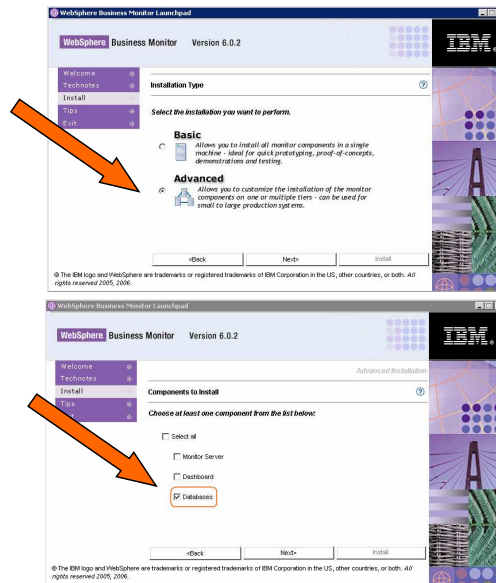 WebSphere Business Monitor Launchpad
WebSphere Business Monitor Version 6.0.2
IBM
Welcome
Technotes
Install
Tips
Exit
Installation Type
Select the installation you want to perform.
Basic
Allows you to install all monitor components in a single
machine - ideal for quick prototyping, proof-of-concepts,
demonstrations and testing.
Advanced
Allows you to customize the installation of the monitor
components on one or multiple tiers - can be used for
small to large production systems.
<Back Next> Install
© The IBM logo and WebSphere are trademarks or registered trademarks of IBM Corporation in the US, other countries, or both. All
rights reserved 2005, 2006.
WebSphere Business Monitor Launchpad
WebSphere Business Monitor Version 6.0.2
IBM
Welcome
Technotes
Install
Tips
Advanced Installation
Components to Install
Choose at least one component from the list below:
Select all
Monitor Server
Dashboard
Databases
<Back Next> Install
© The IBM logo and WebSphere are trademarks or registered trademarks of IBM Corporation in the US, other countries, or both. All
rights reserved 2005, 2006.